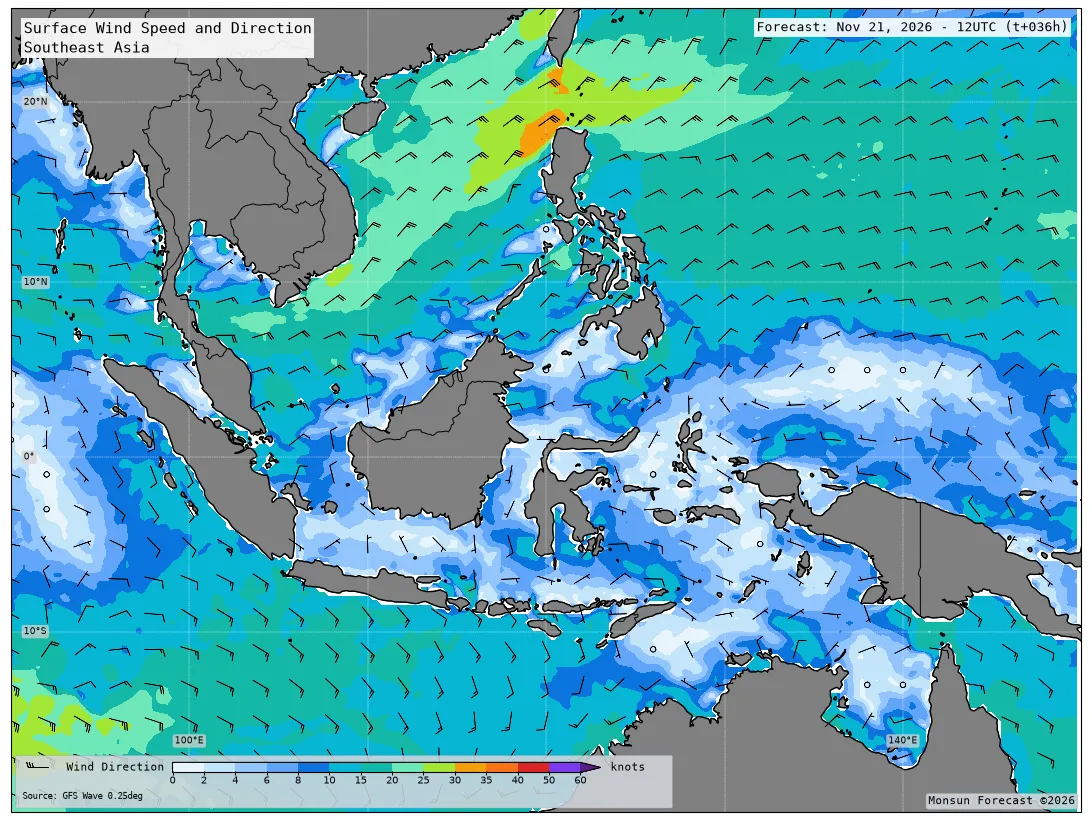 Surface Wind Speed and Direction
Southeast Asia
Forecast: Nov 21, 2026 - 12UTC (t+036h)
20°N
10°N
0°
10°S
100°E
140°E
Wind Direction
knots
0 2 4 6 8 10 15 20 25 30 35 40 50 60
Source: GFS Wave 0.25deg
Monsun Forecast ©2026